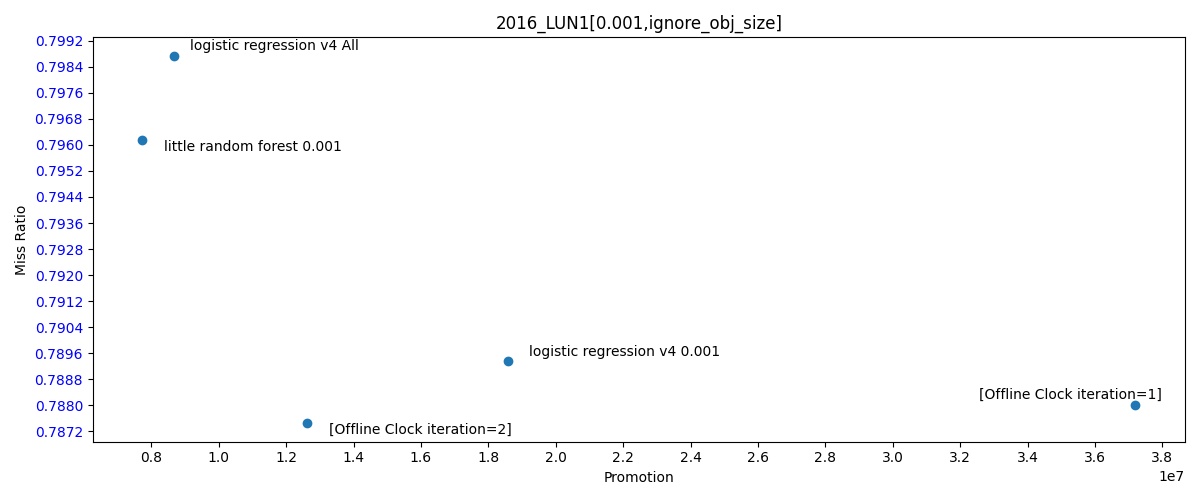 2016_LUN1[0.001,ignore_obj_size]
0.7992
0.7984
0.7976
0.7968
0.7960
0.7952
0.7944
0.7936
0.7928
0.7920
0.7912
0.7904
0.7896
0.7888
0.7880
0.7872
Miss Ratio
logistic regression v4 All
little random forest 0.001
logistic regression v4 0.001
[Offline Clock iteration=1]
[Offline Clock iteration=2]
0.8 1.0 1.2 1.4 1.6 1.8 2.0 2.2 2.4 2.6 2.8 3.0 3.2 3.4 3.6 3.8
1e7
Promotion